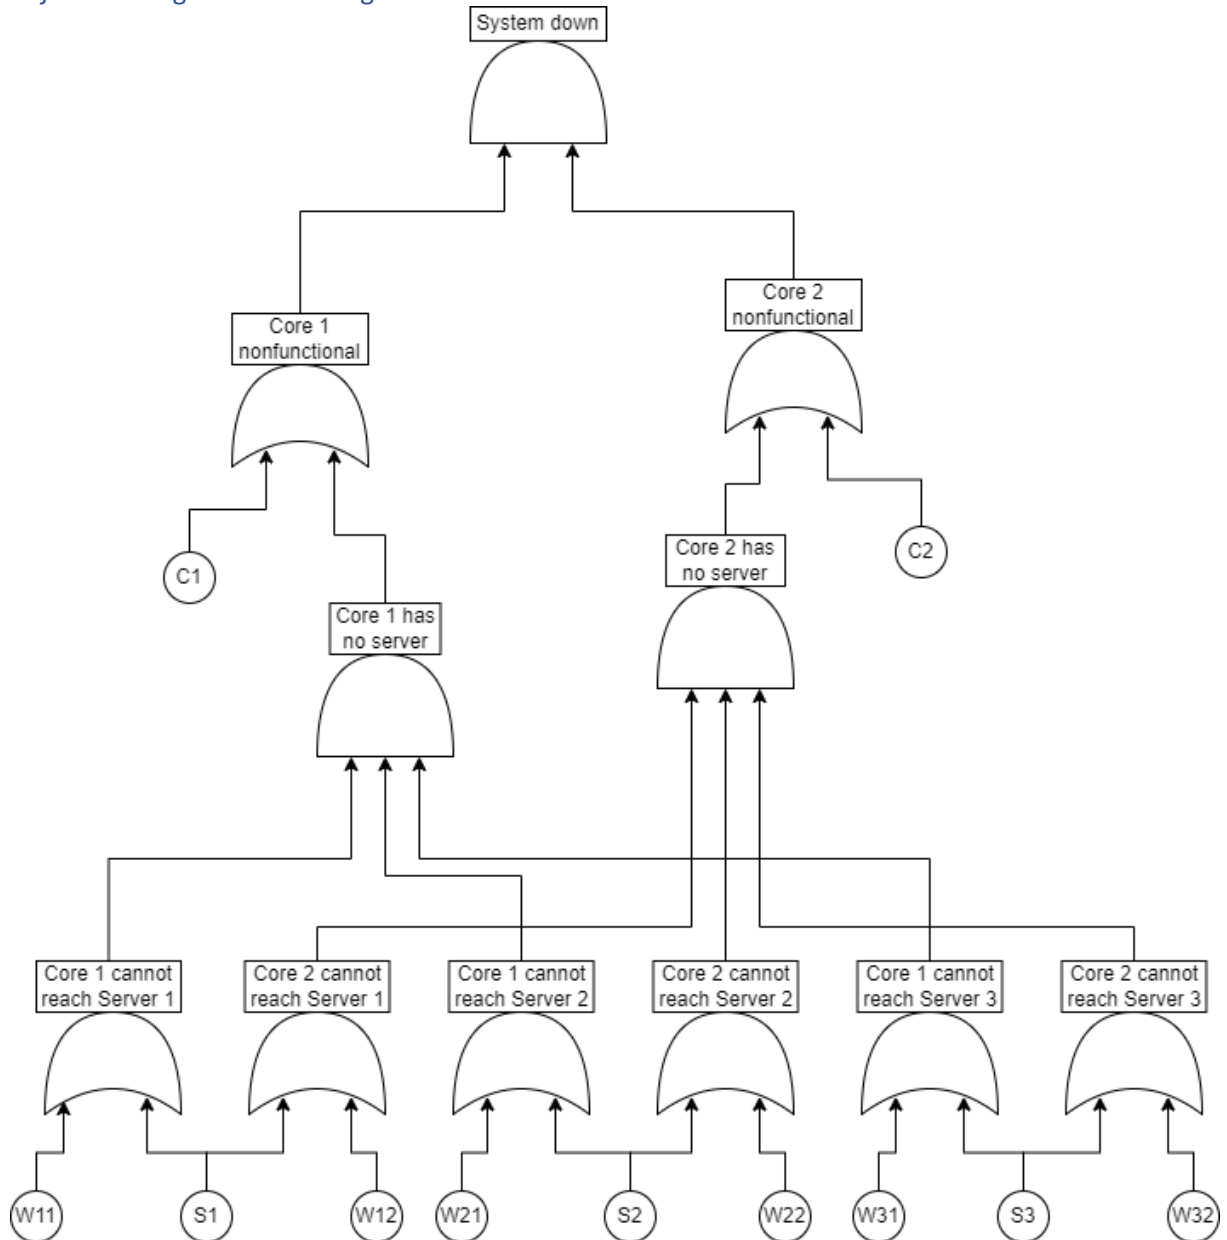 System down
Core 2
nonfunctional
Core 1
nonfunctional
C2
Core 2 has
no server
C1
Core 1 has
no server
Core 1 cannot
reach Server 1
Core 2 cannot
reach Server 1
Core 1 cannot
reach Server 2
Core 2 cannot
reach Server 2
Core 1 cannot
reach Server 3
Core 2 cannot
reach Server 3
W11
S1
W12
W21
S2
W22
W31
S3
W32